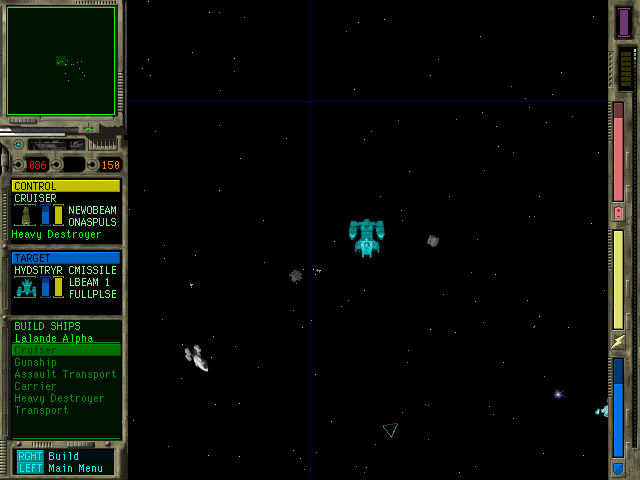 086 150
CONTROL
CRUISER
NEWOBEAM
ONASPULS
Heavy Destroyer
TARGET
HVDSTRYR CMISSILE
LBEAM 1
FULLPLSE
BUILD SHIPS
Lalande Alpha
Cruiser
Gunship
Assault Transport
Carrier
Heavy Destroyer
Transport
RGHT Build
LEFT Main Menu